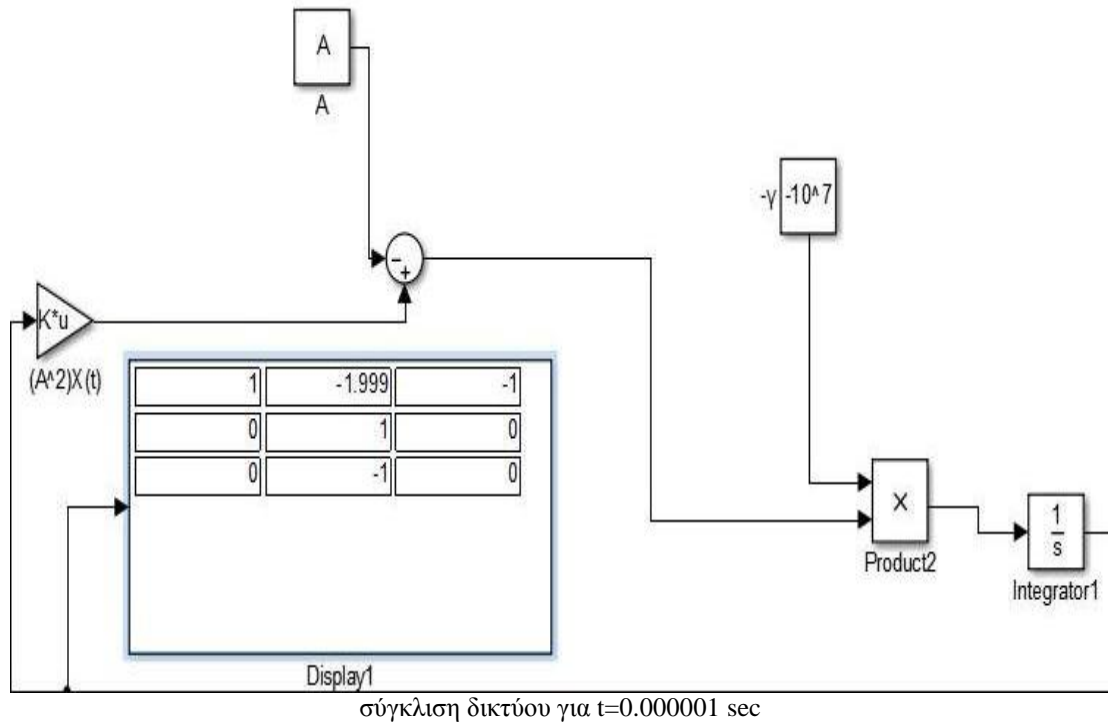 A
A
-γ
-10^7
-
+
K*u
(A^2)X(t)
1 -1.999 -1
0 1 0
0 -1 0
Display1
×
Product2
1
s
Integrator1
σύγκλιση δικτύου για t=0.000001 sec